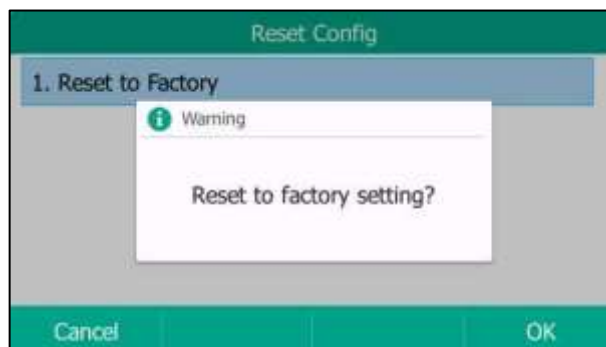 Reset Config
1. Reset to Factory
Warning
Reset to factory setting?
Cancel
OK